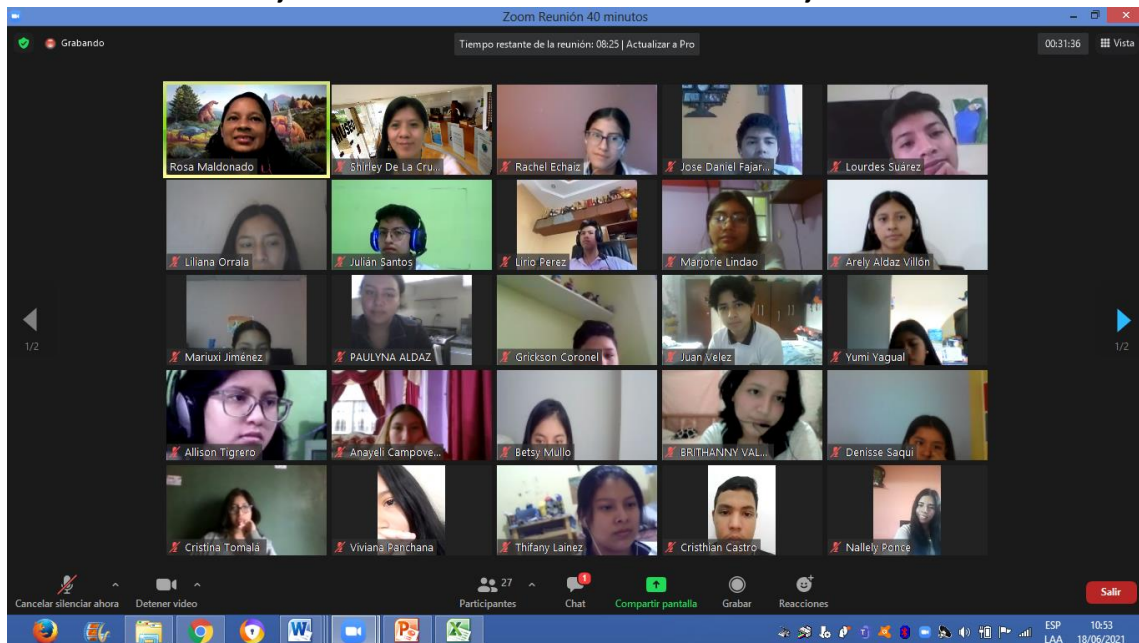 Zoom Reunión 40 minutos
Grabando
Tiempo restante de la reunión: 08:25 | Actualizar a Pro
00:31:36
Vista
Rosa Maldonado
Shirley De La Cru...
Rachel Echaiz
Jose Daniel Fajar...
Lourdes Suárez
Liliana Orrala
Julián Santos
Lirio Perez
Marjorie Lindao
Arely Aldaz Villón
Mariuxi Jiménez
PAULYNA ALDAZ
Grickson Coronel
Juan Velez
Yumi Yagual
1/2
1/2
Allison Tigrero
Anayeli Campove...
Betsy Mullo
BRITHANNY VAL...
Denisse Saqui
Cristina Tomala
Viviana Panchana
Thifany Lainez
Cristhian Castro
Nallely Ponce
Cancelar silenciar ahora
Detener video
27
Participantes
1
Chat
Compartir pantalla
Grabar
Reacciones
Salir
ESP
LAA
10:53
18/06/2021